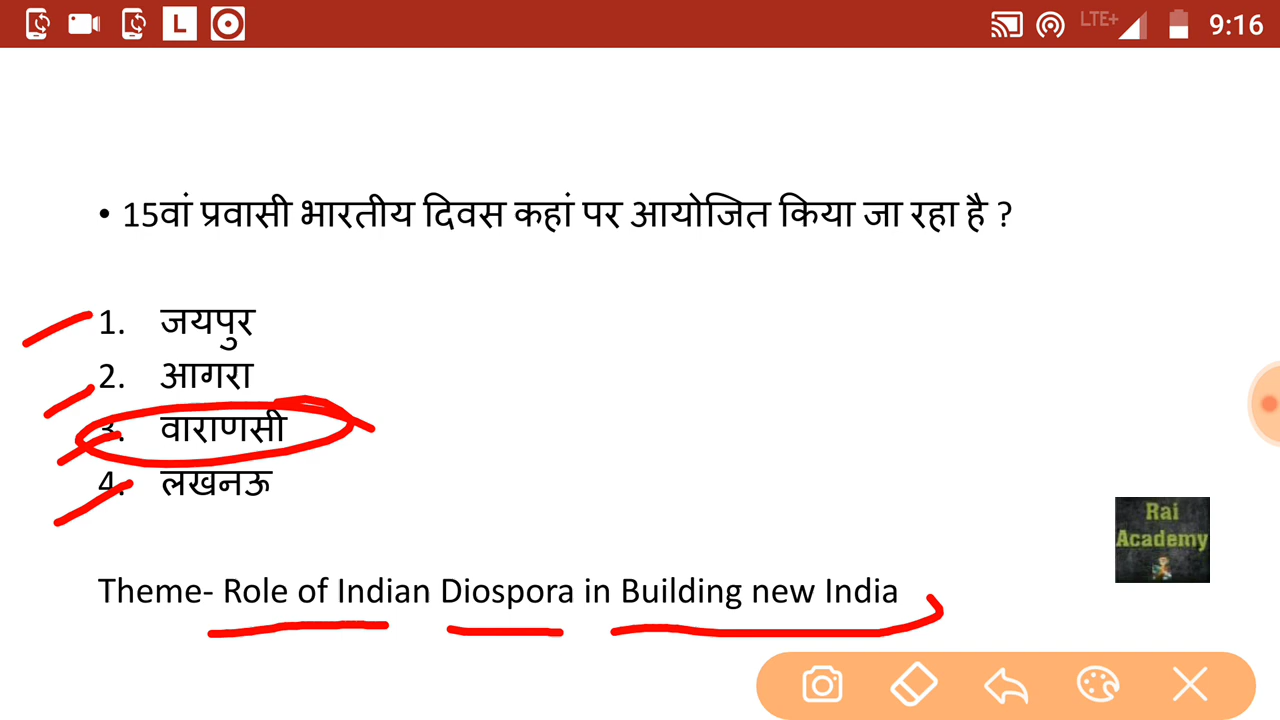 L LTE+ 9:16
• 15वां प्रवासी भारतीय दिवस कहां पर आयोजित किया जा रहा है ?
1. जयपुर
2. आगरा
3. वाराणसी
4. लखनऊ
Rai
Academy
Theme- Role of Indian Diospora in Building new India